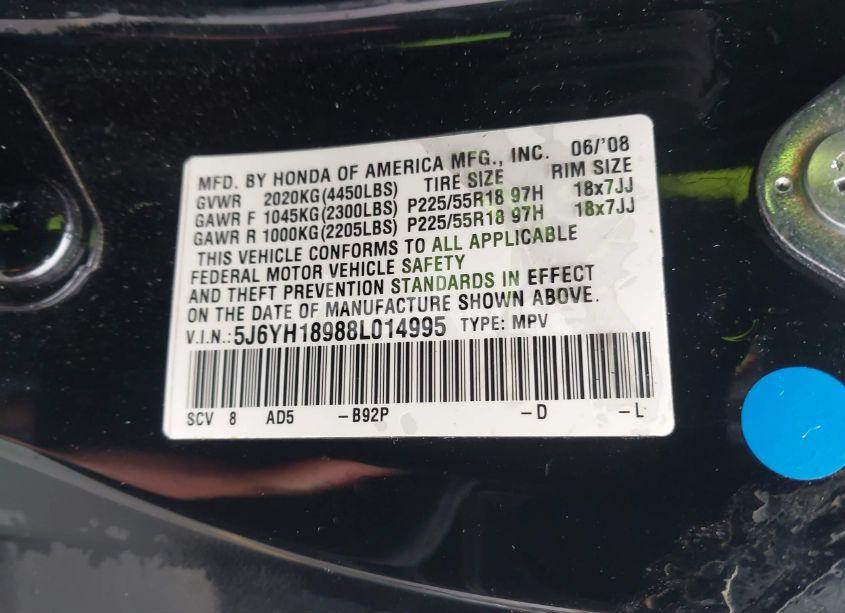 MFD. BY HONDA OF AMERICA MFG., INC. 06/'08
GVWR 2020KG(4450LBS) TIRE SIZE RIM SIZE
GAWR F 1045KG(2300LBS) P225/55R18 97H 18x7JJ
GAWR R 1000KG(2205LBS) P225/55R18 97H 18x7JJ
THIS VEHICLE CONFORMS TO ALL APPLICABLE
FEDERAL MOTOR VEHICLE SAFETY
AND THEFT PREVENTION STANDARDS IN EFFECT
ON THE DATE OF MANUFACTURE SHOWN ABOVE.
V.I.N.:5J6YH18988L014995 TYPE: MPV
SCV 8 AD5 -B92P -D -L